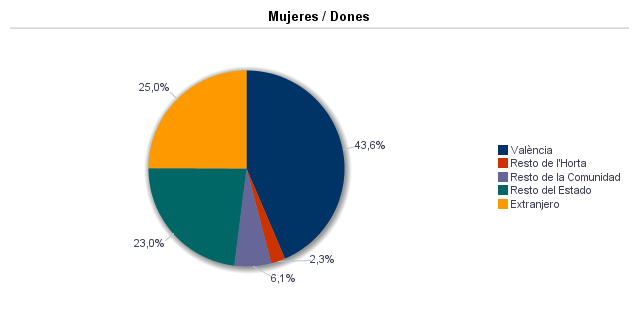 Mujeres / Dones
25,0%
43,6%
23,0%
2,3%
6,1%
València
Resto de l'Horta
Resto de la Comunidad
Resto del Estado
Extranjero